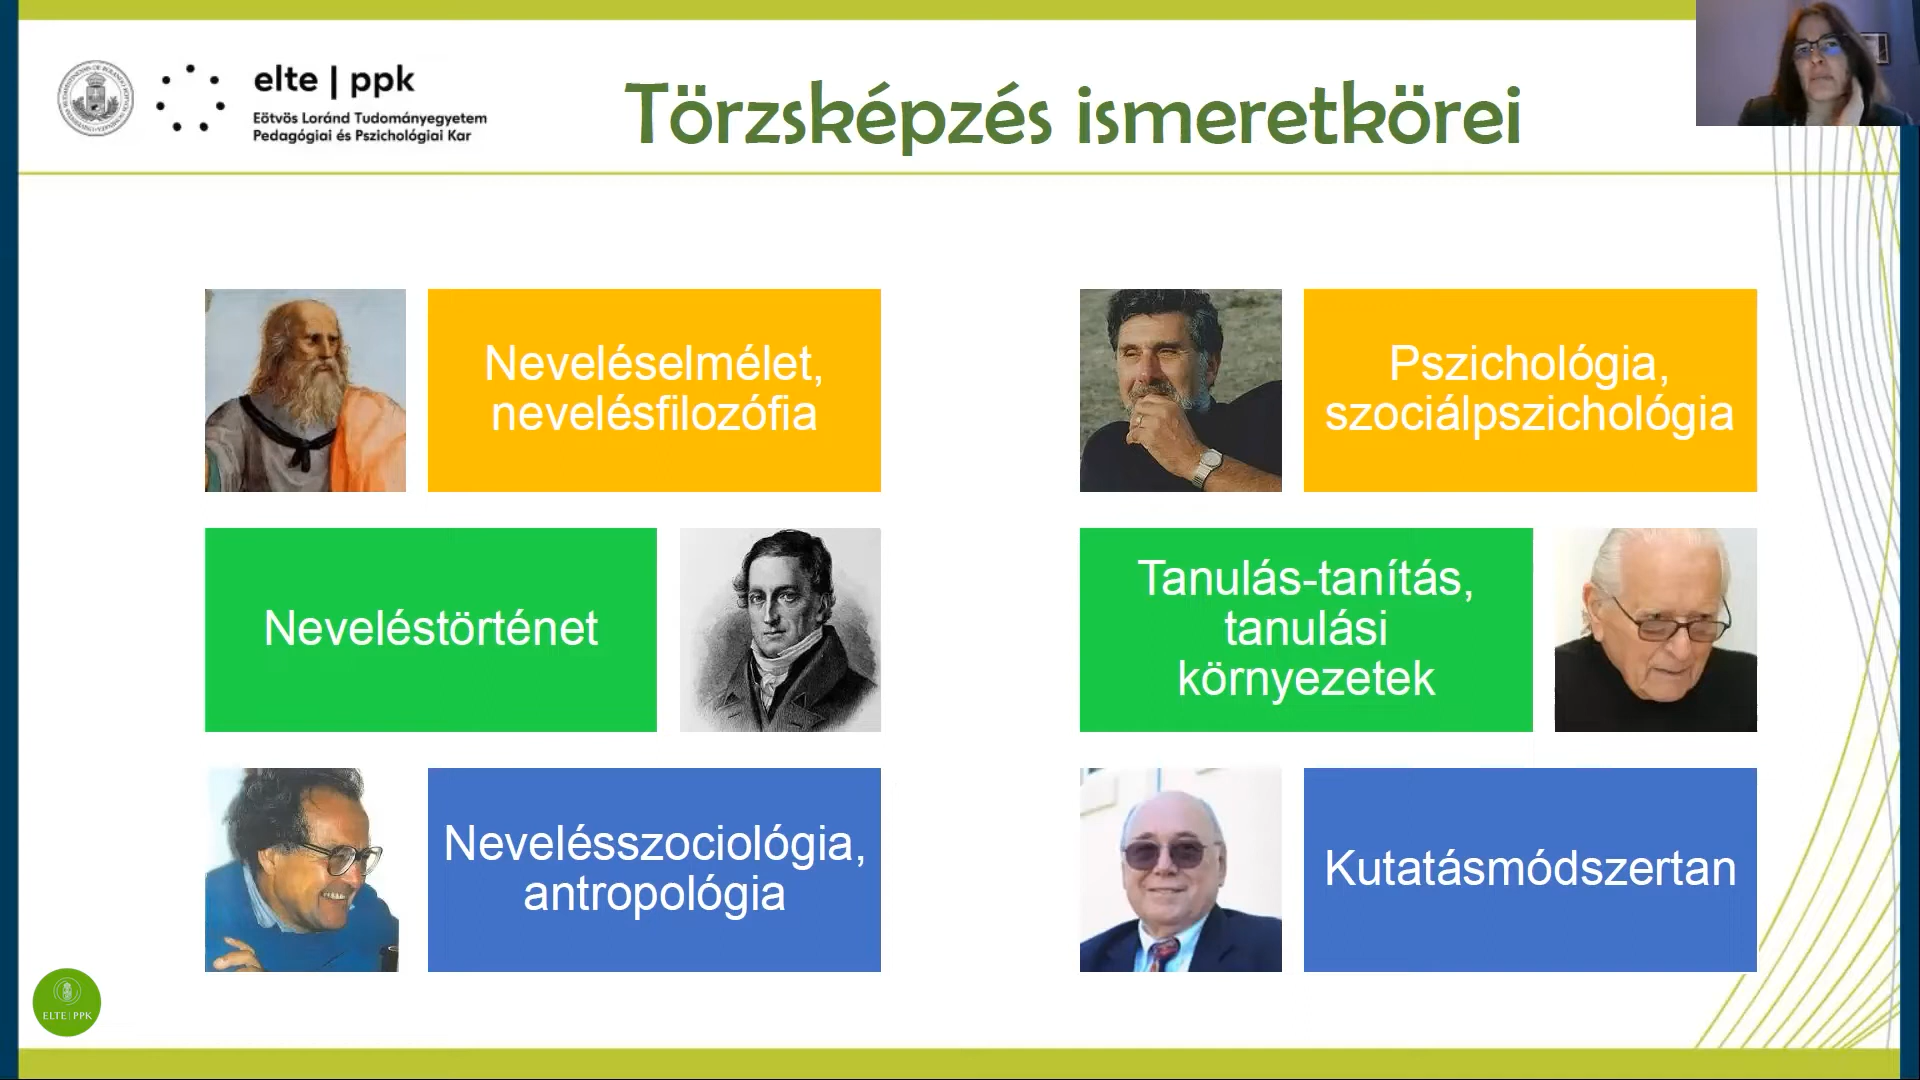 elte | ppk
Eötvös Loránd Tudományegyetem
Pedagógiai és Pszichológiai Kar
Törzsképzés ismeretkörei
Neveléselmélet,
nevelésfilozófia
Pszichológia,
szociálpszichológia
Neveléstörténet
Tanulás-tanítás,
tanulási
környezetek
Nevelésszociológia,
antropológia
Kutatásmódszertan
ELTE | PPK